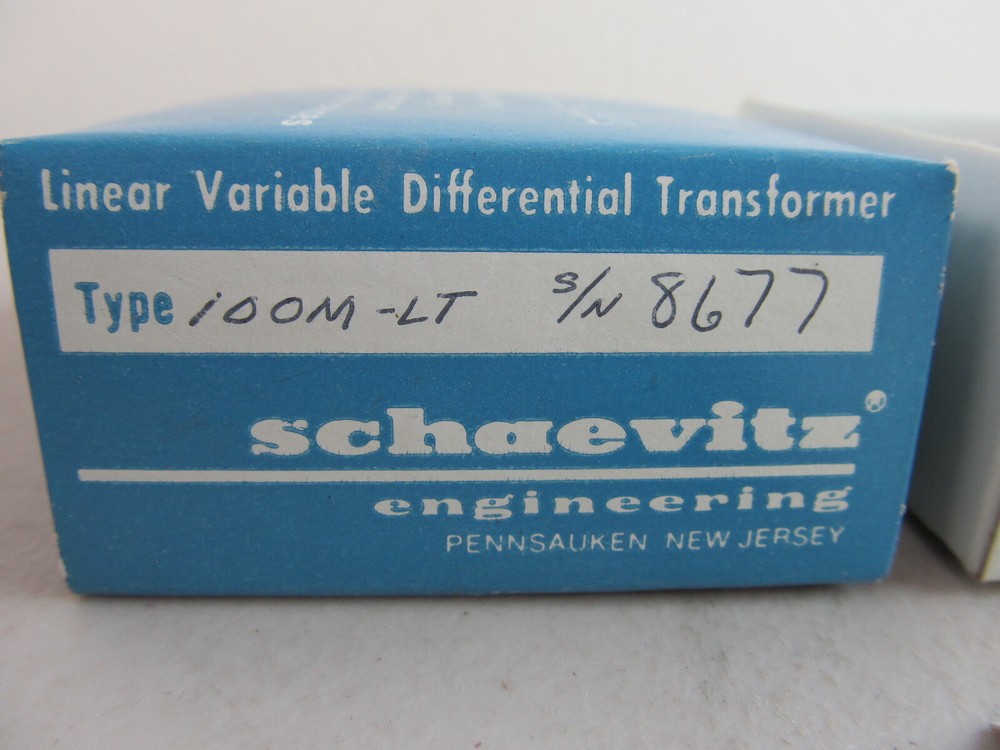 Linear Variable Differential Transformer
Type 100M-LT S/N 8677
schaevitz®
engineering
PENNSAUKEN NEW JERSEY